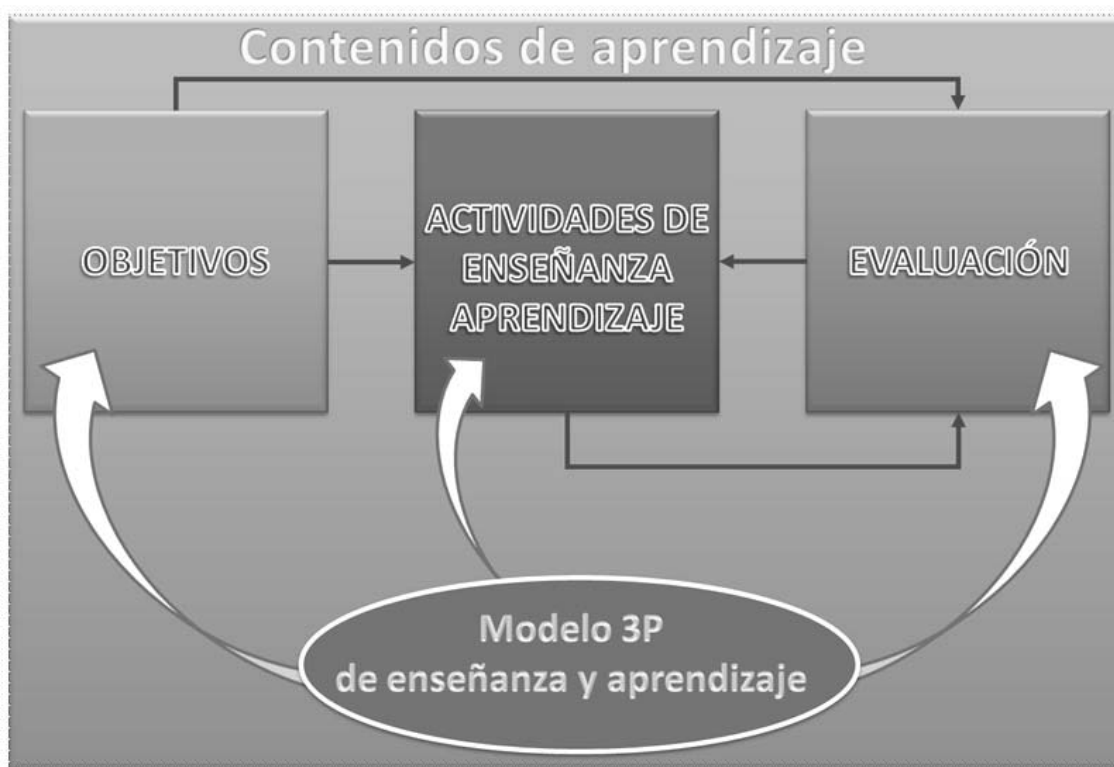 Contenidos de aprendizaje
OBJETIVOS
ACTIVIDADES DE
ENSEÑANZA
APRENDIZAJE
EVALUACIÓN
Modelo 3P
de enseñanza y aprendizaje